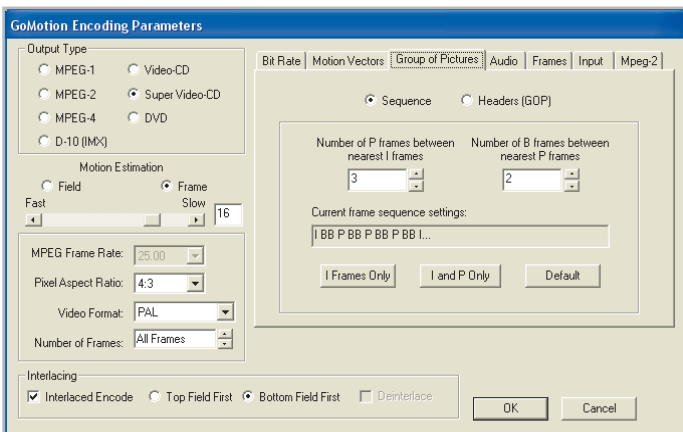 GoMotion Encoding Parameters
Output Type
MPEG-1 Video-CD
MPEG-2 Super Video-CD
MPEG-4 DVD
D-10 (IMX)
Motion Estimation
Field Frame
Fast Slow
16
MPEG Frame Rate: 25.00
Pixel Aspect Ratio: 4:3
Video Format: PAL
Number of Frames: All Frames
Bit Rate Motion Vectors Group of Pictures Audio Frames Input Mpeg-2
Sequence Headers (GOP)
Number of P frames between
nearest I frames
3
Number of B frames between
nearest P frames
2
Current frame sequence settings:
I BB P BB P BB P BB I...
I Frames Only I and P Only Default
Interlacing
Interlaced Encode Top Field First Bottom Field First Deinterlace
OK Cancel